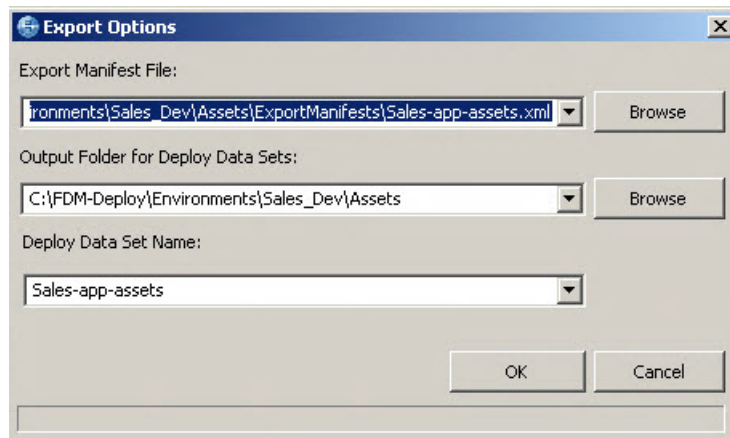 Export Options
Export Manifest File:
ironments\Sales_Dev\Assets\ExportManifests\Sales-app-assets.xml
Browse
Output Folder for Deploy Data Sets:
C:\FDM-Deploy\Environments\Sales_Dev\Assets
Browse
Deploy Data Set Name:
Sales-app-assets
OK
Cancel